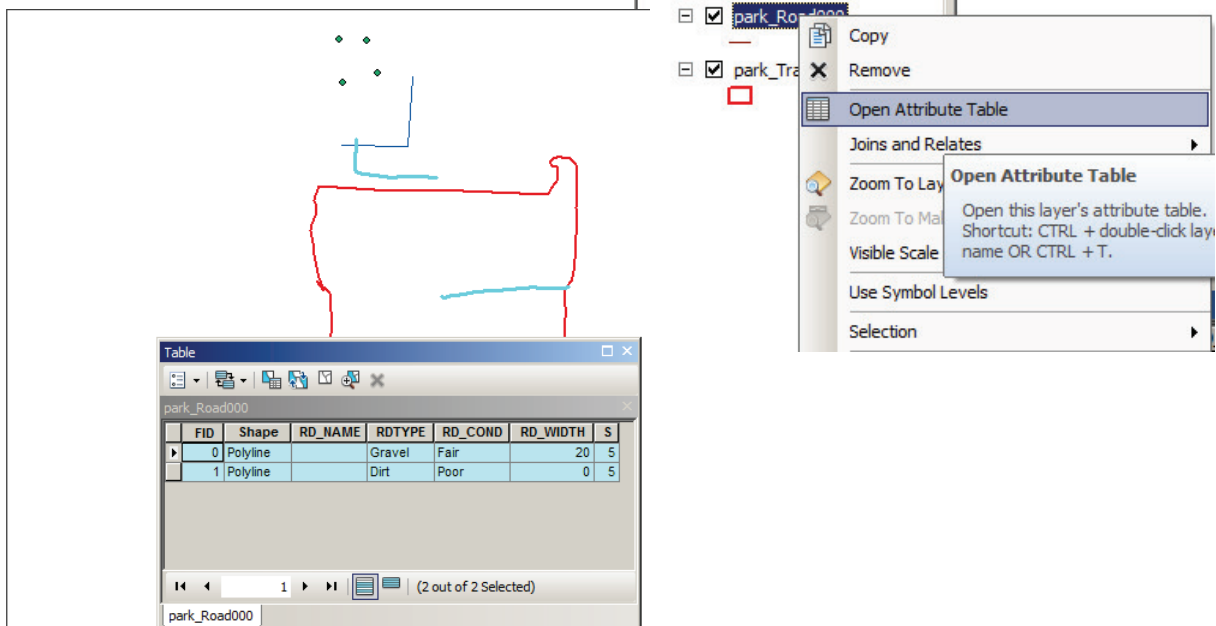 park_Road000
park_Tra
Copy
Remove
Open Attribute Table
Joins and Relates
Zoom To Lay
Zoom To Mak
Visible Scale
Use Symbol Levels
Selection
Open Attribute Table
Open this layer's attribute table.
Shortcut: CTRL + double-click laye
name OR CTRL + T.
Table
park_Road000
FID Shape RD_NAME RDTYPE RD_COND RD_WIDTH S
0 Polyline Gravel Fair 20 5
1 Polyline Dirt Poor 0 5
1 (2 out of 2 Selected)
park_Road000